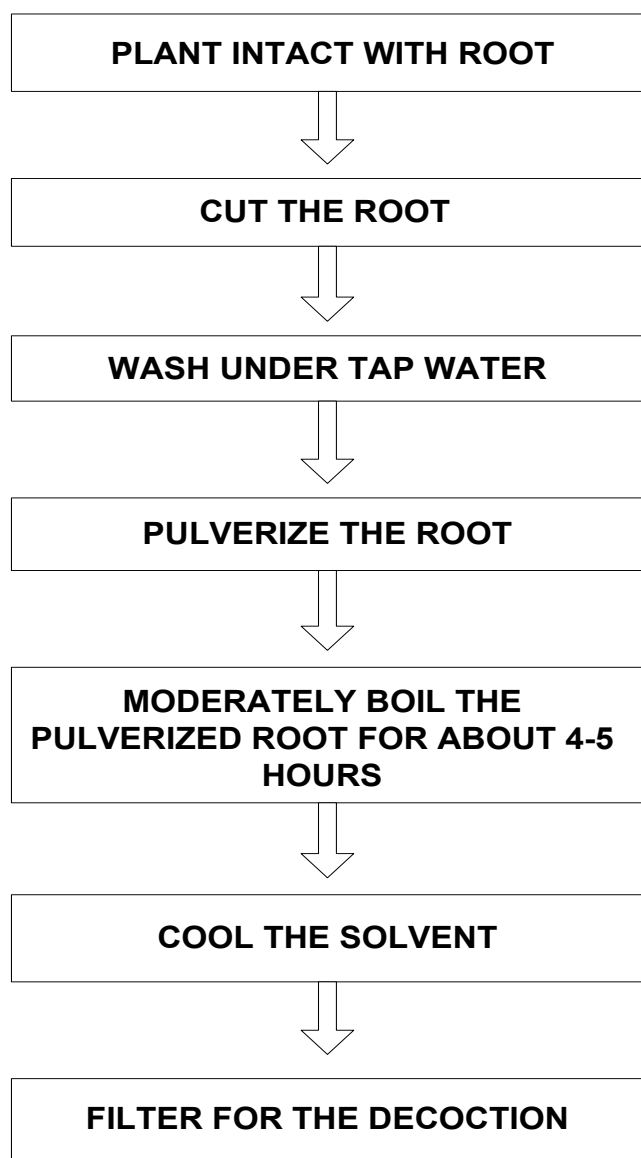 PLANT INTACT WITH ROOT
CUT THE ROOT
WASH UNDER TAP WATER
PULVERIZE THE ROOT
MODERATELY BOIL THE
PULVERIZED ROOT FOR ABOUT 4-5
HOURS
COOL THE SOLVENT
FILTER FOR THE DECOCTION